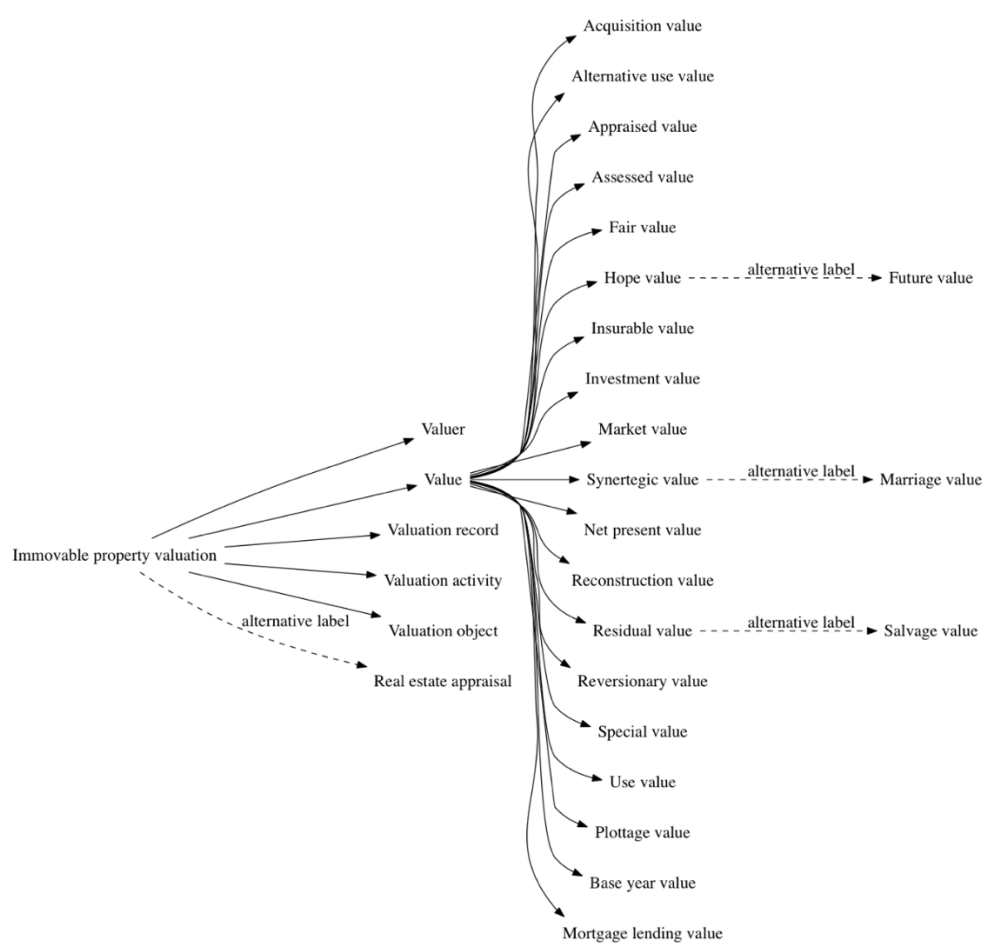 Acquisition value
Alternative use value
Appraised value
Assessed value
Fair value
Hope value
alternative label
Future value
Insurable value
Investment value
Valuer
Market value
Value
Synertegic value
alternative label
Marriage value
Valuation record
Net present value
Immovable property valuation
Valuation activity
Reconstruction value
alternative label
Valuation object
Residual value
alternative label
Salvage value
Real estate appraisal
Reversionary value
Special value
Use value
Plottage value
Base year value
Mortgage lending value